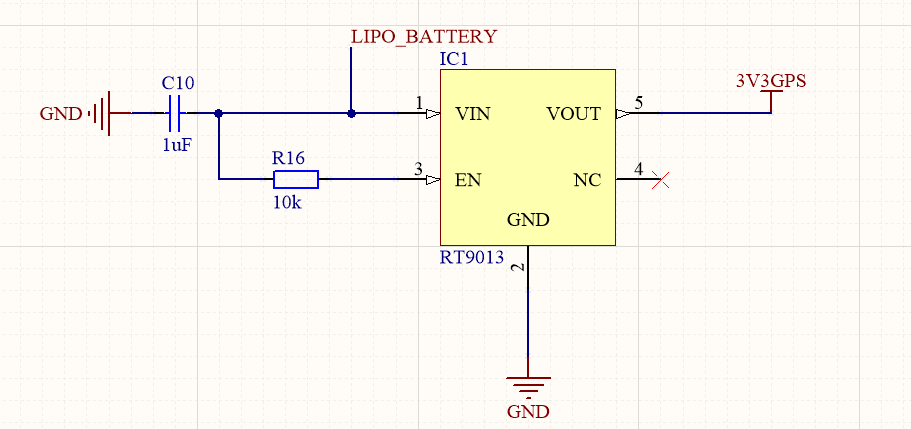 LIPO_BATTERY
IC1
C10
3V3GPS
GND
1
VIN
VOUT
5
1uF
R16
3
EN
NC
4
10k
GND
RT9013
2
GND